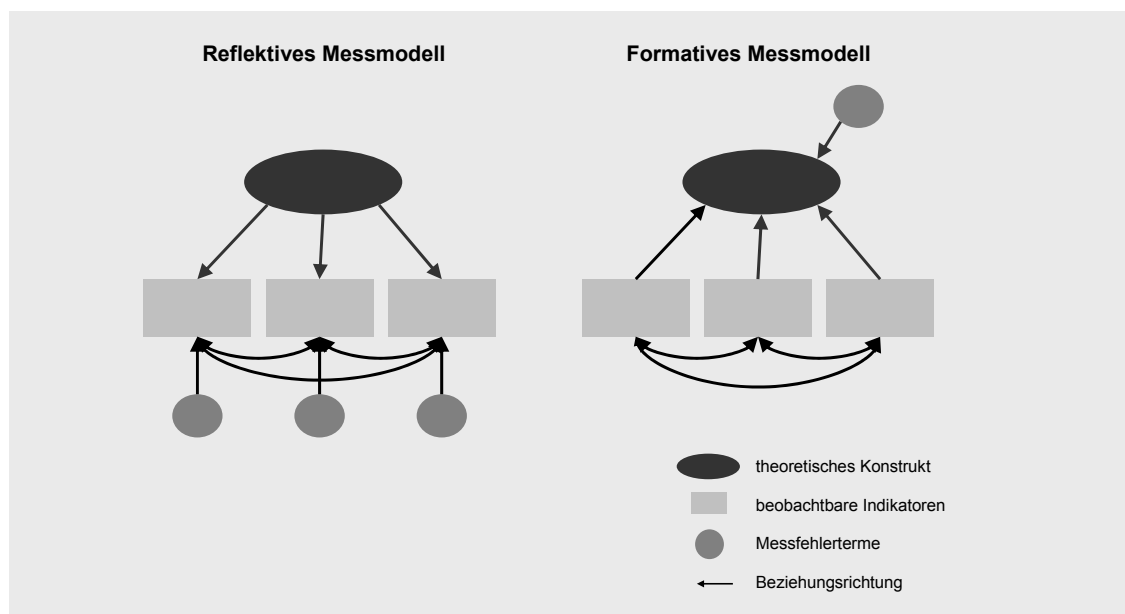 Reflektives Messmodell
Formatives Messmodell
theoretisches Konstrukt
beobachtbare Indikatoren
Messfehlerterme
Beziehungsrichtung